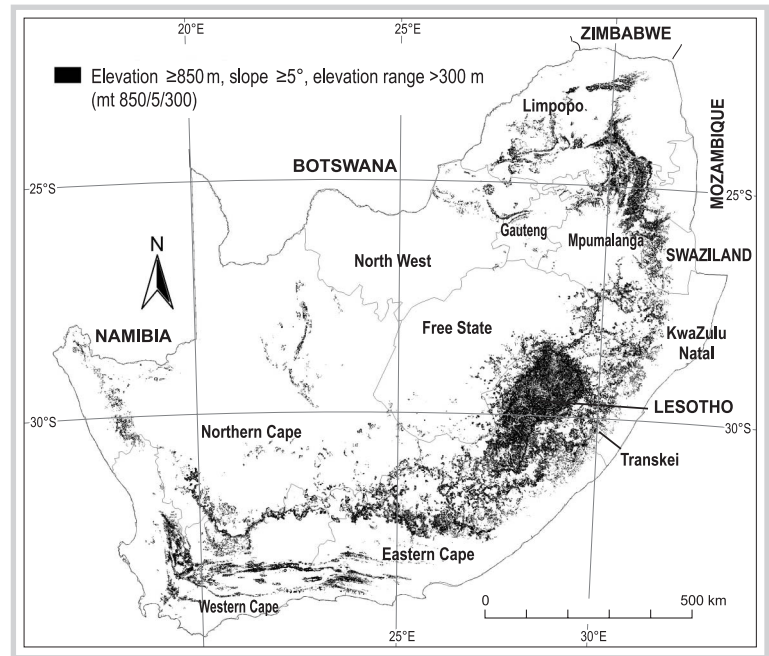 20°E
25°E
ZIMBABWE
Elevation ≥850 m, slope ≥5°, elevation range >300 m
(mt 850/5/300)
Limpopo
MOZAMBIQUE
BOTSWANA
25°S
25°S
Gauteng
Mpumalanga
N
North West
SWAZILAND
NAMIBIA
Free State
KwaZulu
Natal
LESOTHO
30°S
30°S
Northern Cape
Transkei
Eastern Cape
0
500 km
Western Cape
20°E
25°E
30°E